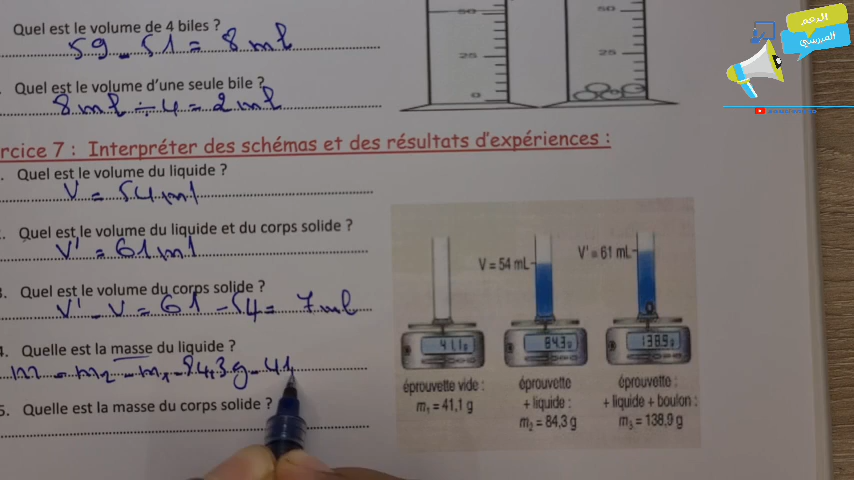 Quel est le volume de 4 biles ?
59 - 51 = 8 ml
Quel est le volume d'une seule bile ?
8 ml ÷ 4 = 2 ml
50
25
0
50
25
الدعم
المدرسي
rcice 7 : Interpréter des schémas et des résultats d'expériences :
. Quel est le volume du liquide ?
V = 54 ml
. Quel est le volume du liquide et du corps solide ?
V' = 61 ml
3. Quel est le volume du corps solide ?
V' - V = 61 - 54 = 7 ml
4. Quelle est la masse du liquide ?
m = m2 - m1 = 84,3 g - 41
5. Quelle est la masse du corps solide ?
V = 54 mL
V' = 61 mL
41.1g
84.3g
138.9g
éprouvette vide :
m₁ = 41,1 g
éprouvette
+ liquide :
m₂ = 84,3 g
éprouvette :
+ liquide + boulon :
m₃ = 138,9 g